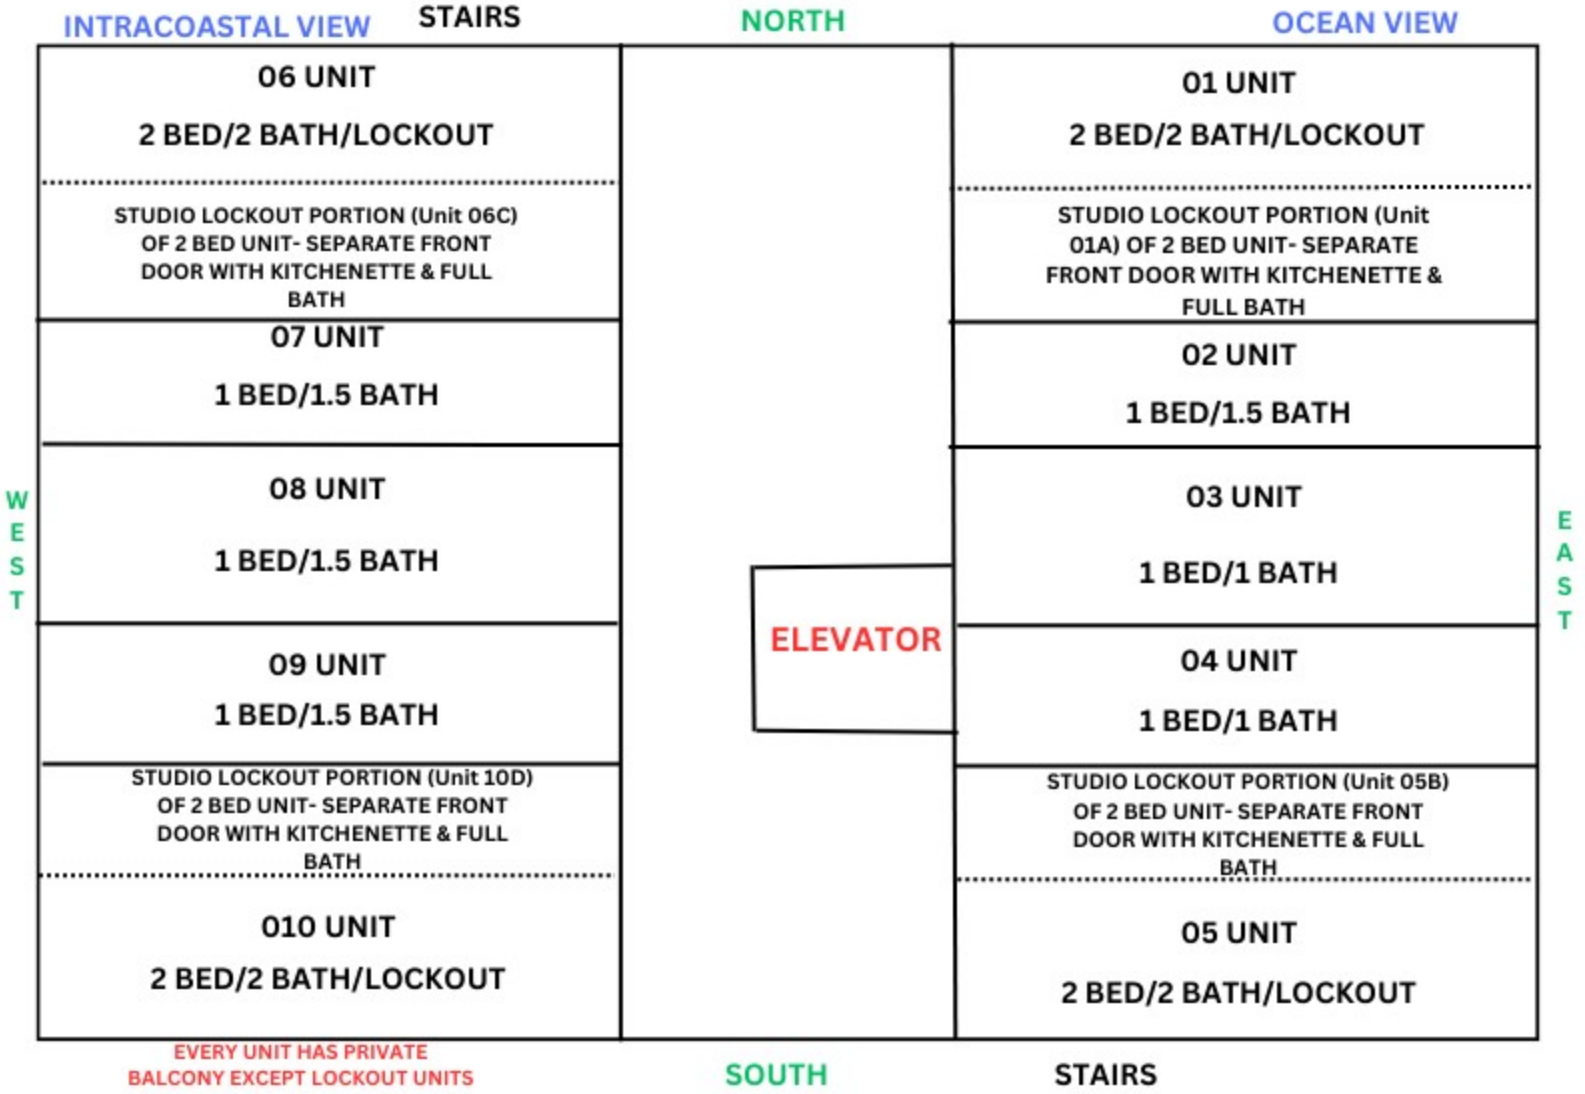 INTRACOASTAL VIEW
STAIRS
NORTH
OCEAN VIEW
06 UNIT
2 BED/2 BATH/LOCKOUT
STUDIO LOCKOUT PORTION (Unit 06C)
OF 2 BED UNIT- SEPARATE FRONT
DOOR WITH KITCHENETTE & FULL
BATH
07 UNIT
1 BED/1.5 BATH
08 UNIT
1 BED/1.5 BATH
09 UNIT
1 BED/1.5 BATH
STUDIO LOCKOUT PORTION (Unit 10D)
OF 2 BED UNIT- SEPARATE FRONT
DOOR WITH KITCHENETTE & FULL
BATH
010 UNIT
2 BED/2 BATH/LOCKOUT
WEST
ELEVATOR
01 UNIT
2 BED/2 BATH/LOCKOUT
STUDIO LOCKOUT PORTION (Unit
01A) OF 2 BED UNIT- SEPARATE
FRONT DOOR WITH KITCHENETTE &
FULL BATH
02 UNIT
1 BED/1.5 BATH
03 UNIT
1 BED/1 BATH
04 UNIT
1 BED/1 BATH
STUDIO LOCKOUT PORTION (Unit 05B)
OF 2 BED UNIT- SEPARATE FRONT
DOOR WITH KITCHENETTE & FULL
BATH
05 UNIT
2 BED/2 BATH/LOCKOUT
EAST
EVERY UNIT HAS PRIVATE
BALCONY EXCEPT LOCKOUT UNITS
SOUTH
STAIRS